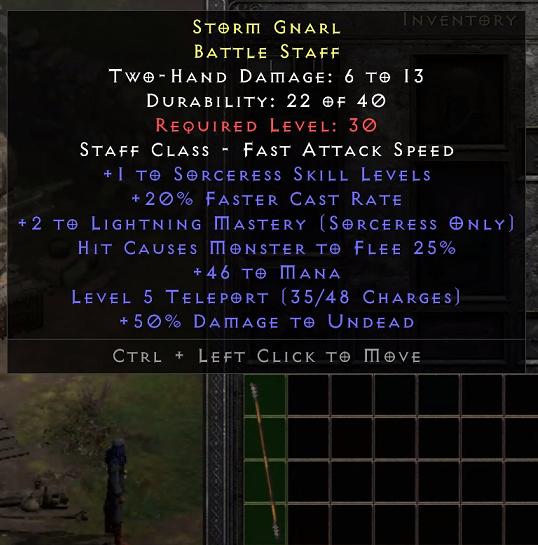 Inventory
Storm Gnarl
Battle Staff
Two-Hand Damage: 6 to 13
Durability: 22 of 40
Required Level: 30
Staff Class - Fast Attack Speed
+1 to Sorceress Skill Levels
+20% Faster Cast Rate
+2 to Lightning Mastery (Sorceress Only)
Hit Causes Monster to Flee 25%
+46 to Mana
Level 5 Teleport (35/48 Charges)
+50% Damage to Undead
Ctrl + Left Click to Move